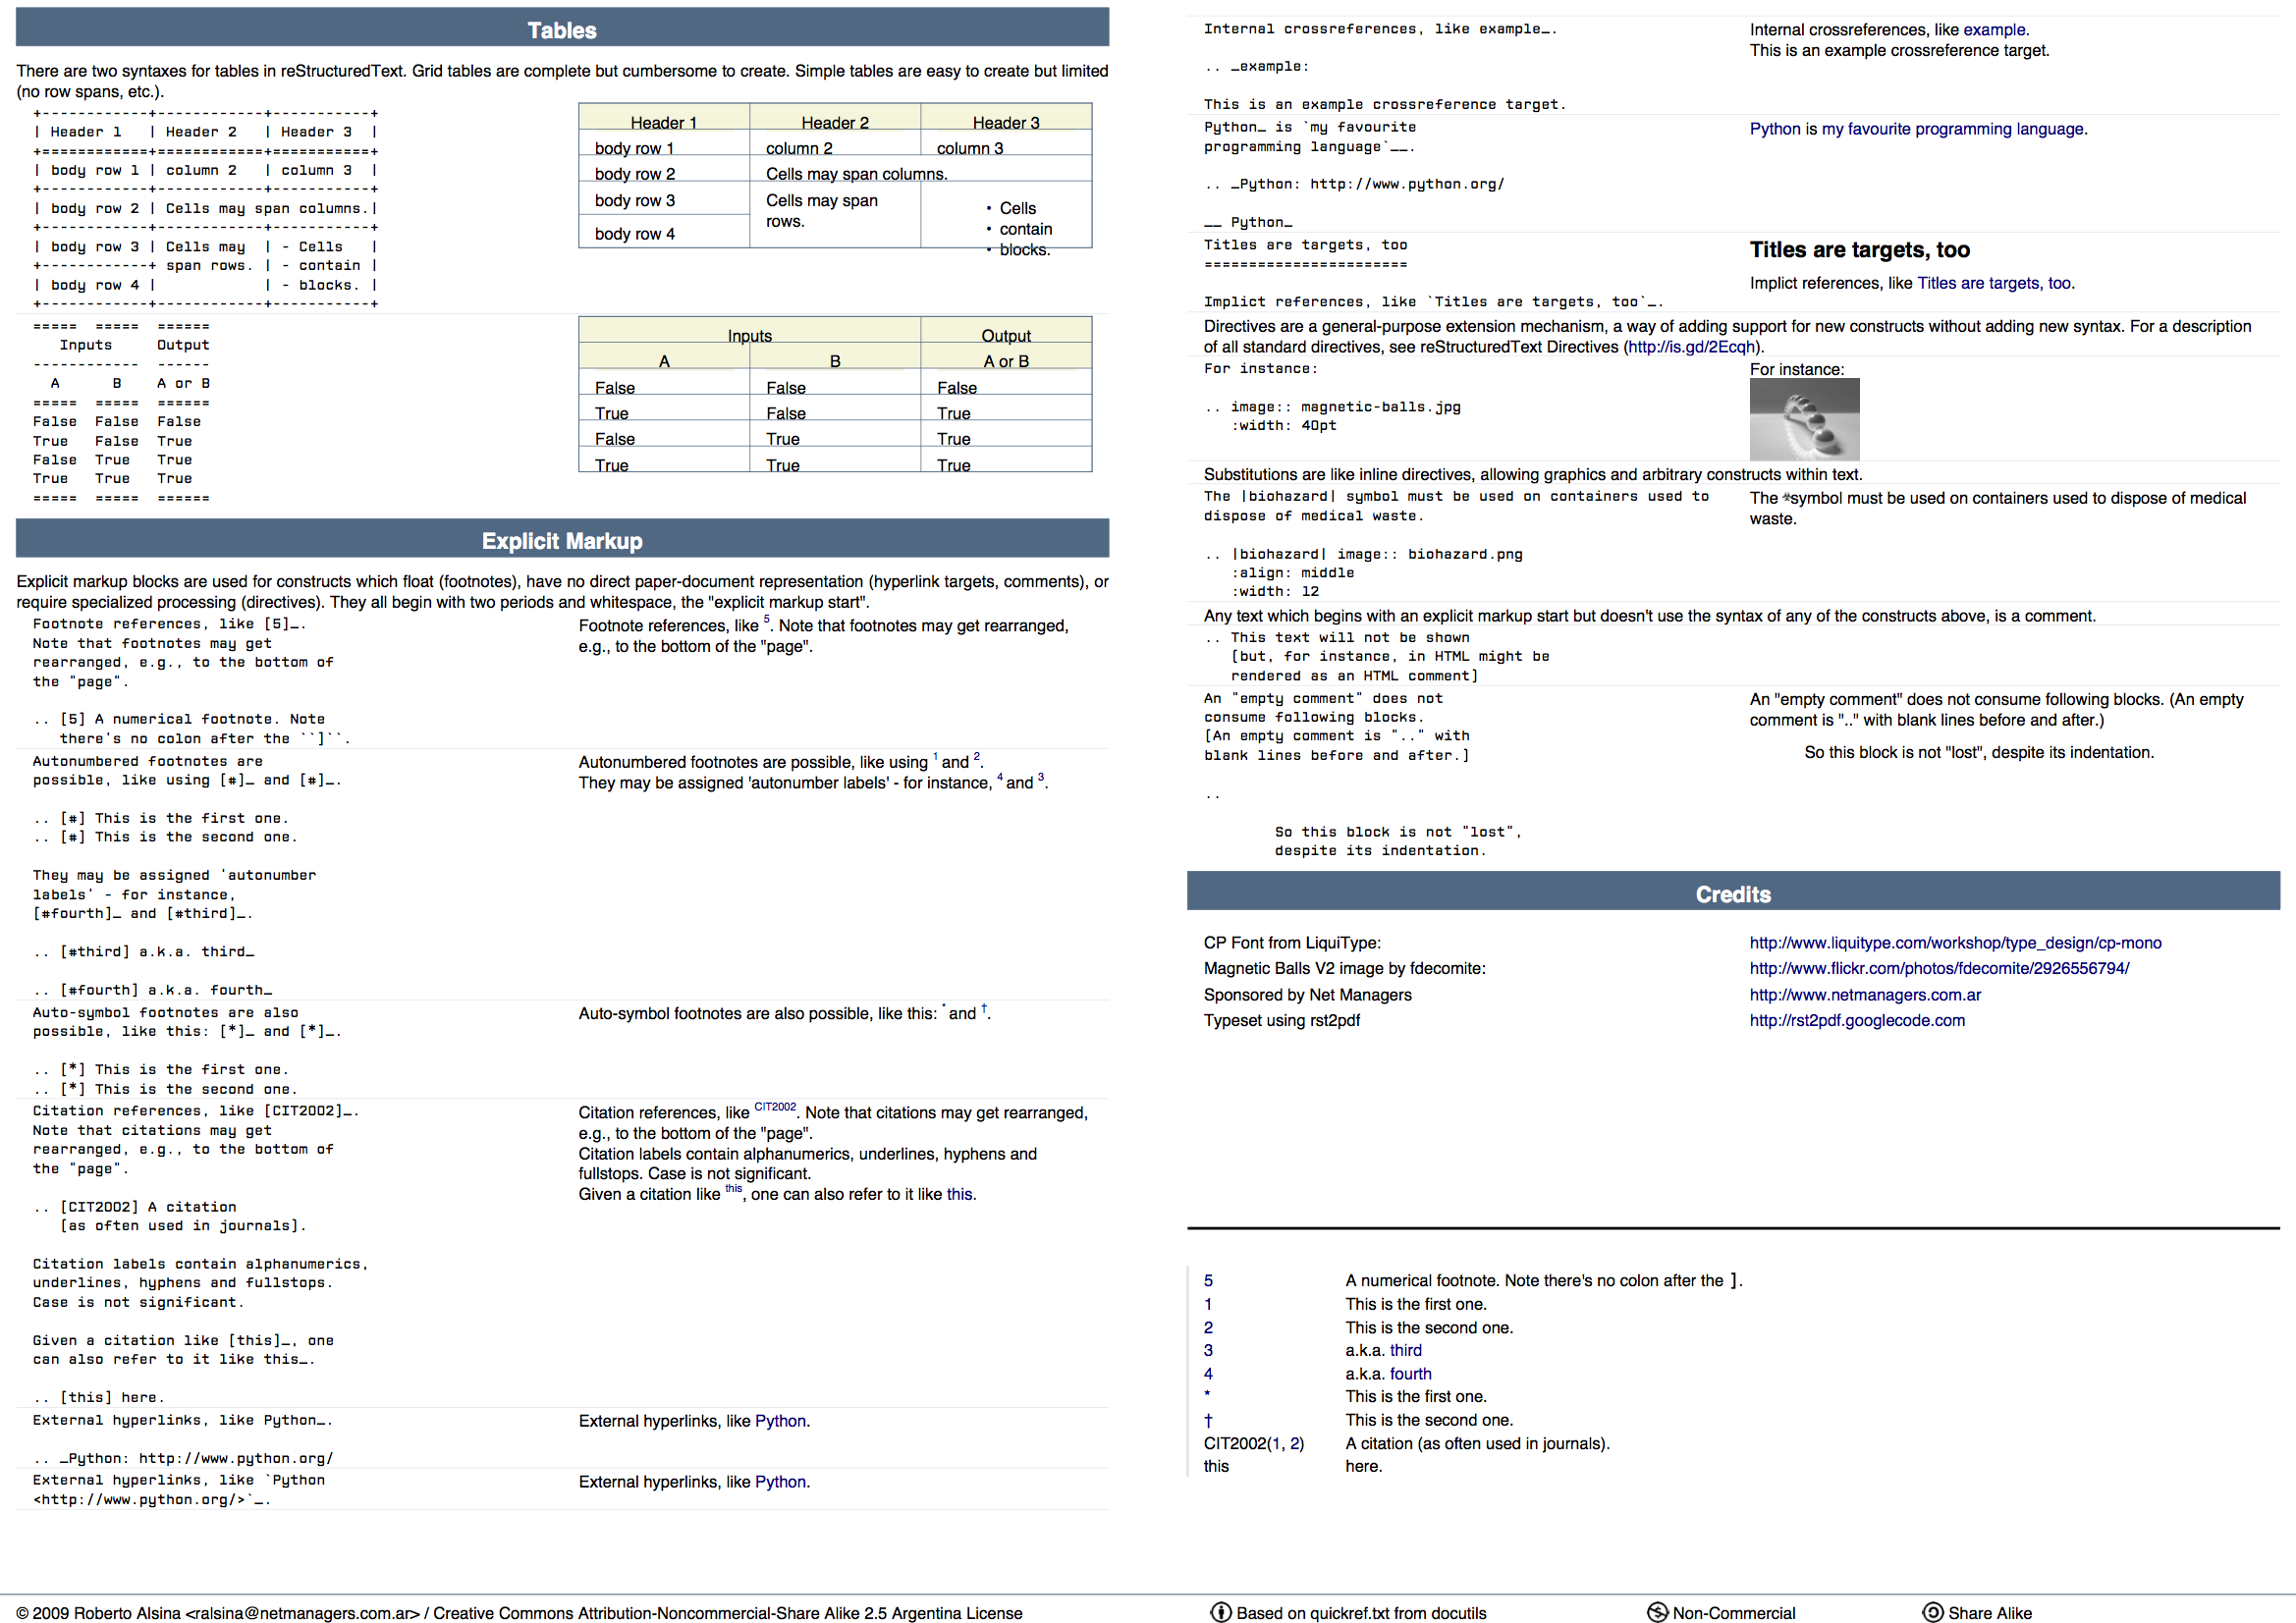 Tables
There are two syntaxes for tables in reStructuredText. Grid tables are complete but cumbersome to create. Simple tables are easy to create but limited
(no row spans, etc.).
+------------+------------+-----------+
| Header 1   | Header 2   | Header 3  |
+============+============+===========+
| body row 1 | column 2   | column 3  |
+------------+------------+-----------+
| body row 2 | Cells may span columns.|
+------------+------------+-----------+
| body row 3 | Cells may  | - Cells   |
+------------+ span rows. | - contain |
| body row 4 |            | - blocks. |
+------------+------------+-----------+
Header 1 Header 2 Header 3
body row 1 column 2 column 3
body row 2 Cells may span columns.
body row 3 Cells may span • Cells
rows. • contain
body row 4 • blocks.
=====  =====  ======
   Inputs     Output
------------  ------
  A      B    A or B
=====  =====  ======
False  False  False
True   False  True
False  True   True
True   True   True
=====  =====  ======
Inputs Output
A B A or B
False False False
True False True
False True True
True True True
Explicit Markup
Explicit markup blocks are used for constructs which float (footnotes), have no direct paper-document representation (hyperlink targets, comments), or
require specialized processing (directives). They all begin with two periods and whitespace, the "explicit markup start".
Footnote references, like [5]_.
Note that footnotes may get
rearranged, e.g., to the bottom of
the "page".
.. [5] A numerical footnote. Note
   there's no colon after the ``]``.
Footnote references, like 5. Note that footnotes may get rearranged,
e.g., to the bottom of the "page".
Autonumbered footnotes are
possible, like using [#]_ and [#]_.
.. [#] This is the first one.
.. [#] This is the second one.
They may be assigned 'autonumber
labels' - for instance,
[#fourth]_ and [#third]_.
.. [#third] a.k.a. third_
.. [#fourth] a.k.a. fourth_
Autonumbered footnotes are possible, like using 1 and 2.
They may be assigned 'autonumber labels' - for instance, 4 and 3.
Auto-symbol footnotes are also
possible, like this: [*]_ and [*]_.
.. [*] This is the first one.
.. [*] This is the second one.
Auto-symbol footnotes are also possible, like this: * and †.
Citation references, like [CIT2002]_.
Note that citations may get
rearranged, e.g., to the bottom of
the "page".
.. [CIT2002] A citation
   [as often used in journals].
Citation labels contain alphanumerics,
underlines, hyphens and fullstops.
Case is not significant.
Given a citation like [this]_, one
can also refer to it like this_.
.. [this] here.
Citation references, like CIT2002. Note that citations may get rearranged,
e.g., to the bottom of the "page".
Citation labels contain alphanumerics, underlines, hyphens and
fullstops. Case is not significant.
Given a citation like this, one can also refer to it like this.
External hyperlinks, like Python_.
.. _Python: http://www.python.org/
External hyperlinks, like Python.
External hyperlinks, like `Python
<http://www.python.org/>`_.
External hyperlinks, like Python.
Internal crossreferences, like example_.
.. _example:
This is an example crossreference target.
Internal crossreferences, like example.
This is an example crossreference target.
Python_ is `my favourite
programming language`__.
.. _Python: http://www.python.org/
__ Python_
Python is my favourite programming language.
Titles are targets, too
=======================
Implict references, like `Titles are targets, too`_.
Titles are targets, too
Implict references, like Titles are targets, too.
Directives are a general-purpose extension mechanism, a way of adding support for new constructs without adding new syntax. For a description
of all standard directives, see reStructuredText Directives (http://is.gd/2Ecqh).
For instance:
.. image:: magnetic-balls.jpg
   :width: 40pt
For instance:
Substitutions are like inline directives, allowing graphics and arbitrary constructs within text.
The |biohazard| symbol must be used on containers used to
dispose of medical waste.
.. |biohazard| image:: biohazard.png
   :align: middle
   :width: 12
The ☣symbol must be used on containers used to dispose of medical
waste.
Any text which begins with an explicit markup start but doesn't use the syntax of any of the constructs above, is a comment.
.. This text will not be shown
   [but, for instance, in HTML might be
   rendered as an HTML comment]
An "empty comment" does not
consume following blocks.
[An empty comment is ".." with
blank lines before and after.]
..
        So this block is not "lost",
        despite its indentation.
An "empty comment" does not consume following blocks. (An empty
comment is ".." with blank lines before and after.)
So this block is not "lost", despite its indentation.
Credits
CP Font from LiquiType: http://www.liquitype.com/workshop/type_design/cp-mono
Magnetic Balls V2 image by fdecomite: http://www.flickr.com/photos/fdecomite/2926556794/
Sponsored by Net Managers http://www.netmanagers.com.ar
Typeset using rst2pdf http://rst2pdf.googlecode.com
5 A numerical footnote. Note there's no colon after the ].
1 This is the first one.
2 This is the second one.
3 a.k.a. third
4 a.k.a. fourth
* This is the first one.
† This is the second one.
CIT2002(1, 2) A citation (as often used in journals).
this here.
© 2009 Roberto Alsina <ralsina@netmanagers.com.ar> / Creative Commons Attribution-Noncommercial-Share Alike 2.5 Argentina License
Based on quickref.txt from docutils Non-Commercial Share Alike